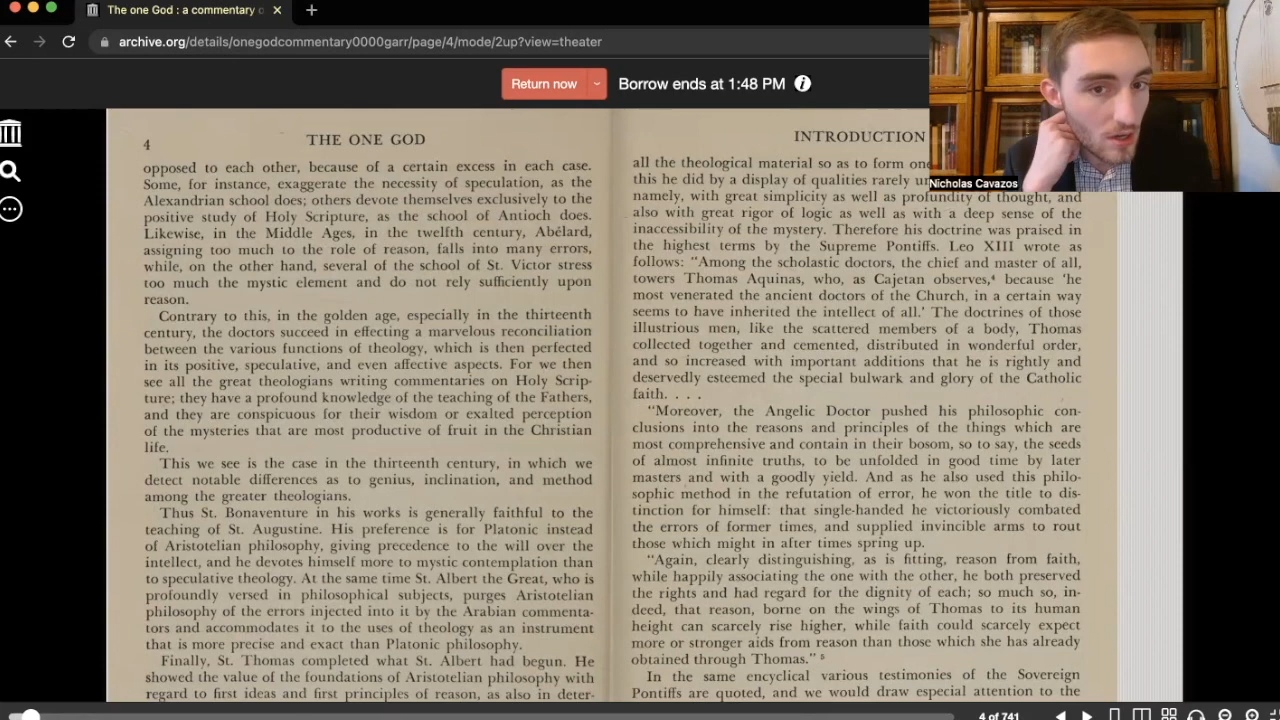 The one God : a commentary o
archive.org/details/onegodcommentary0000garr/page/4/mode/2up?view=theater
Return now
Borrow ends at 1:48 PM
Nicholas Cavazos
4
THE ONE GOD
opposed to each other, because of a certain excess in each case.
Some, for instance, exaggerate the necessity of speculation, as the
Alexandrian school does; others devote themselves exclusively to the
positive study of Holy Scripture, as the school of Antioch does.
Likewise, in the Middle Ages, in the twelfth century, Abélard,
assigning too much to the role of reason, falls into many errors,
while, on the other hand, several of the school of St. Victor stress
too much the mystic element and do not rely sufficiently upon
reason.
Contrary to this, in the golden age, especially in the thirteenth
century, the doctors succeed in effecting a marvelous reconciliation
between the various functions of theology, which is then perfected
in its positive, speculative, and even affective aspects. For we then
see all the great theologians writing commentaries on Holy Scrip-
ture; they have a profound knowledge of the teaching of the Fathers,
and they are conspicuous for their wisdom or exalted perception
of the mysteries that are most productive of fruit in the Christian
life.
This we see is the case in the thirteenth century, in which we
detect notable differences as to genius, inclination, and method
among the greater theologians.
Thus St. Bonaventure in his works is generally faithful to the
teaching of St. Augustine. His preference is for Platonic instead
of Aristotelian philosophy, giving precedence to the will over the
intellect, and he devotes himself more to mystic contemplation than
to speculative theology. At the same time St. Albert the Great, who is
profoundly versed in philosophical subjects, purges Aristotelian
philosophy of the errors injected into it by the Arabian commenta-
tors and accommodates it to the uses of theology as an instrument
that is more precise and exact than Platonic philosophy.
Finally, St. Thomas completed what St. Albert had begun. He
showed the value of the foundations of Aristotelian philosophy with
regard to first ideas and first principles of reason, as also in deter-
INTRODUCTION
all the theological material so as to form one
this he did by a display of qualities rarely
namely, with great simplicity as well as profundity of thought, and
also with great rigor of logic as well as with a deep sense of the
inaccessibility of the mystery. Therefore his doctrine was praised in
the highest terms by the Supreme Pontiffs. Leo XIII wrote as
follows: “Among the scholastic doctors, the chief and master of all,
towers Thomas Aquinas, who, as Cajetan observes,⁴ because ‘he
most venerated the ancient doctors of the Church, in a certain way
seems to have inherited the intellect of all.’ The doctrines of those
illustrious men, like the scattered members of a body, Thomas
collected together and cemented, distributed in wonderful order,
and so increased with important additions that he is rightly and
deservedly esteemed the special bulwark and glory of the Catholic
faith. . . .
“Moreover, the Angelic Doctor pushed his philosophic con-
clusions into the reasons and principles of the things which are
most comprehensive and contain in their bosom, so to say, the seeds
of almost infinite truths, to be unfolded in good time by later
masters and with a goodly yield. And as he also used this philo-
sophic method in the refutation of error, he won the title to dis-
tinction for himself: that single-handed he victoriously combated
the errors of former times, and supplied invincible arms to rout
those which might in after times spring up.
“Again, clearly distinguishing, as is fitting, reason from faith,
while happily associating the one with the other, he both preserved
the rights and had regard for the dignity of each; so much so, in-
deed, that reason, borne on the wings of Thomas to its human
height can scarcely rise higher, while faith could scarcely expect
more or stronger aids from reason than those which she has already
obtained through Thomas.” ⁵
In the same encyclical various testimonies of the Sovereign
Pontiffs are quoted, and we would draw especial attention to the
4 of 741